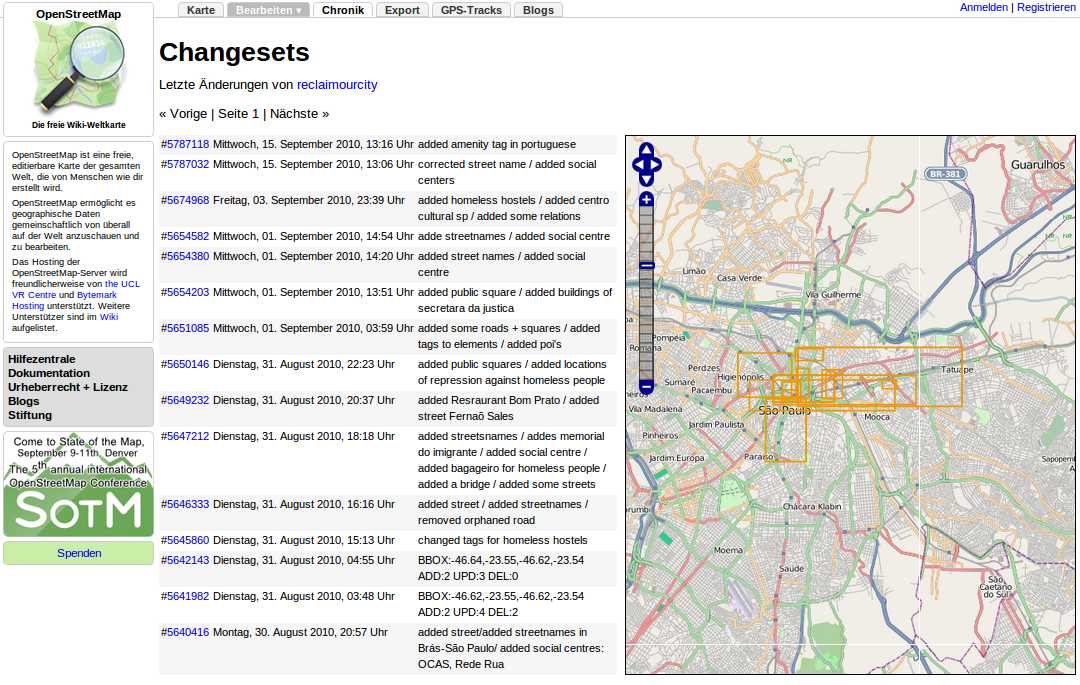 OpenStreetMap
Die freie Wiki-Weltkarte
OpenStreetMap ist eine freie,
editierbare Karte der gesamten
Welt, die von Menschen wie dir
erstellt wird.
OpenStreetMap ermöglicht es
geographische Daten
gemeinschaftlich von überall
auf der Welt anzuschauen und
zu bearbeiten.
Das Hosting der
OpenStreetMap-Server wird
freundlicherweise von the UCL
VR Centre und Bytemark
Hosting unterstützt. Weitere
Unterstützer sind im Wiki
aufgelistet.
Hilfezentrale
Dokumentation
Urheberrecht + Lizenz
Blogs
Stiftung
Come to State of the Map,
September 9-11th, Denver
The 5th annual international
OpenStreetMap Conference
SOTM
Spenden
Karte
Bearbeiten ▾
Chronik
Export
GPS-Tracks
Blogs
Anmelden | Registrieren
Changesets
Letzte Änderungen von reclaimourcity
« Vorige | Seite 1 | Nächste »
#5787118 Mittwoch, 15. September 2010, 13:16 Uhr added amenity tag in portuguese
#5787032 Mittwoch, 15. September 2010, 13:06 Uhr corrected street name / added social
centers
#5674968 Freitag, 03. September 2010, 23:39 Uhr added homeless hostels / added centro
cultural sp / added some relations
#5654582 Mittwoch, 01. September 2010, 14:54 Uhr adde streetnames / added social centre
#5654380 Mittwoch, 01. September 2010, 14:20 Uhr added street names / added social
centre
#5654203 Mittwoch, 01. September 2010, 13:51 Uhr added public square / added buildings of
secretara da justica
#5651085 Mittwoch, 01. September 2010, 03:59 Uhr added some roads + squares / added
tags to elements / added poi's
#5650146 Dienstag, 31. August 2010, 22:23 Uhr added public squares / added locations
of repression against homeless people
#5649232 Dienstag, 31. August 2010, 20:37 Uhr added Resraurant Bom Prato / added
street Fernaõ Sales
#5647212 Dienstag, 31. August 2010, 18:18 Uhr added streetsnames / addes memorial
do imigrante / added social centre /
added bagageiro for homeless people /
added a bridge / added some streets
#5646333 Dienstag, 31. August 2010, 16:16 Uhr added street / added streetnames /
removed orphaned road
#5645860 Dienstag, 31. August 2010, 15:13 Uhr changed tags for homeless hostels
#5642143 Dienstag, 31. August 2010, 04:55 Uhr BBOX:-46.64,-23.55,-46.62,-23.54
ADD:2 UPD:3 DEL:0
#5641982 Dienstag, 31. August 2010, 03:48 Uhr BBOX:-46.62,-23.55,-46.62,-23.54
ADD:2 UPD:4 DEL:2
#5640416 Montag, 30. August 2010, 20:57 Uhr added street/added streetnames in
Brás-São Paulo/ added social centres:
OCAS, Rede Rua
NR
Guarulhos
BR-381
NR
NR
NR
Limão
Casa Verde
Vila Guilherme
Pompéia
Perdzes
Tatuape
Sumaré
Higienópolis
Pacaembu
Vila Madalena
São Paulo
Mooca
Jardim Paulista
Pinheiros
Jardim Europa
Paraíso
Chácara Klabin
Moema
Saúde
São
Caetano
do Sul